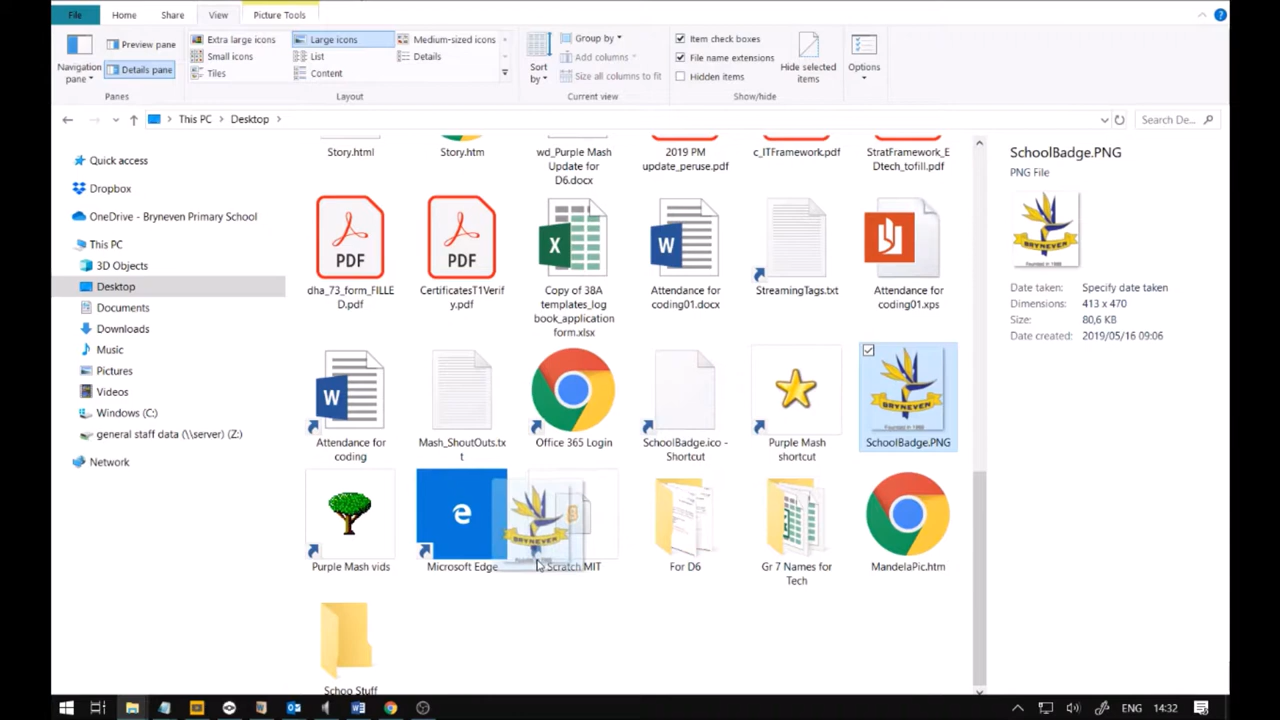 File Home Share View Picture Tools
Extra large icons Large icons Medium-sized icons
Preview pane
Small icons List Details
Details pane
Tiles Content
Navigation pane
Panes
Layout
Sort by
Group by
Add columns
Size all columns to fit
Current view
Item check boxes
File name extensions
Hidden items
Hide selected items
Show/hide
Options
This PC > Desktop >
Search De...
Quick access
Dropbox
OneDrive - Bryneven Primary School
This PC
3D Objects
Desktop
Documents
Downloads
Music
Pictures
Videos
Windows (C:)
general staff data (\\server) (Z:)
Network
Story.html
Story.htm
wd_Purple Mash
Update for
D6.docx
2019 PM
update_peruse.pdf
c_ITFramework.pdf
StratFramework_E
Dtech_tofill.pdf
PDF
dha_73_form_FILLE
D.pdf
PDF
CertificatesT1Verif
y.pdf
Copy of 38A
templates_log
book_application
form.xlsx
Attendance for
coding01.docx
StreamingTags.txt
Attendance for
coding01.xps
Attendance for
coding
Mash_ShoutOuts.tx
t
Office 365 Login
SchoolBadge.ico -
Shortcut
Purple Mash
shortcut
BRYNEVEN
SchoolBadge.PNG
Purple Mash vids
Microsoft Edge
BRYNEVEN
Scratch MIT
For D6
Gr 7 Names for
Tech
MandelaPic.htm
Schoo Stuff
SchoolBadge.PNG
PNG File
BRYNEVEN
Founded in 1988
Date taken: Specify date taken
Dimensions: 413 x 470
Size: 80,6 KB
Date created: 2019/05/16 09:06
ENG 14:32